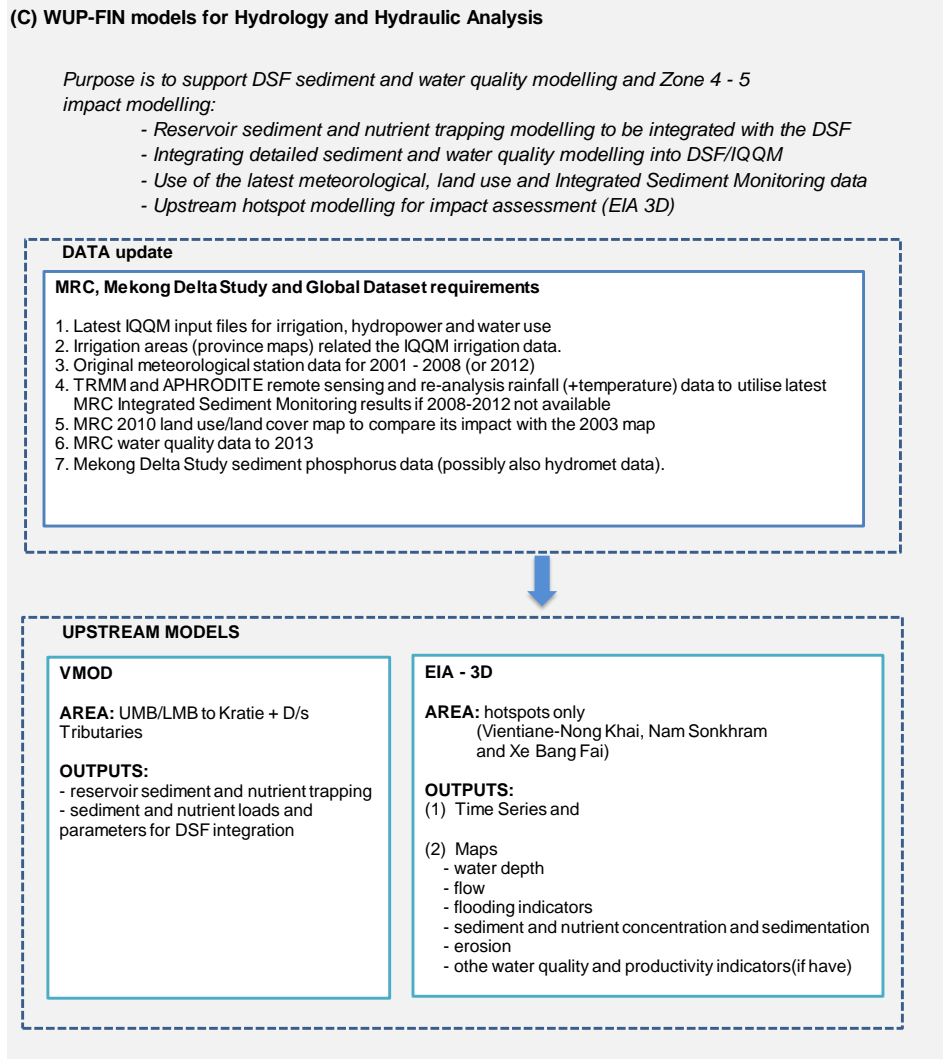 (C) WUP-FIN models for Hydrology and Hydraulic Analysis
Purpose is to support DSF sediment and water quality modelling and Zone 4 - 5
impact modelling:
- Reservoir sediment and nutrient trapping modelling to be integrated with the DSF
- Integrating detailed sediment and water quality modelling into DSF/IQQM
- Use of the latest meteorological, land use and Integrated Sediment Monitoring data
- Upstream hotspot modelling for impact assessment (EIA 3D)
DATA update
MRC, Mekong Delta Study and Global Dataset requirements
1. Latest IQQM input files for irrigation, hydropower and water use
2. Irrigation areas (province maps) related the IQQM irrigation data.
3. Original meteorological station data for 2001 - 2008 (or 2012)
4. TRMM and APHRODITE remote sensing and re-analysis rainfall (+temperature) data to utilise latest
MRC Integrated Sediment Monitoring results if 2008-2012 not available
5. MRC 2010 land use/land cover map to compare its impact with the 2003 map
6. MRC water quality data to 2013
7. Mekong Delta Study sediment phosphorus data (possibly also hydromet data).
UPSTREAM MODELS
VMOD
AREA: UMB/LMB to Kratie + D/s
Tributaries
OUTPUTS:
- reservoir sediment and nutrient trapping
- sediment and nutrient loads and
parameters for DSF integration
EIA - 3D
AREA: hotspots only
(Vientiane-Nong Khai, Nam Sonkhram
and Xe Bang Fai)
OUTPUTS:
(1) Time Series and
(2) Maps
- water depth
- flow
- flooding indicators
- sediment and nutrient concentration and sedimentation
- erosion
- othe water quality and productivity indicators(if have)